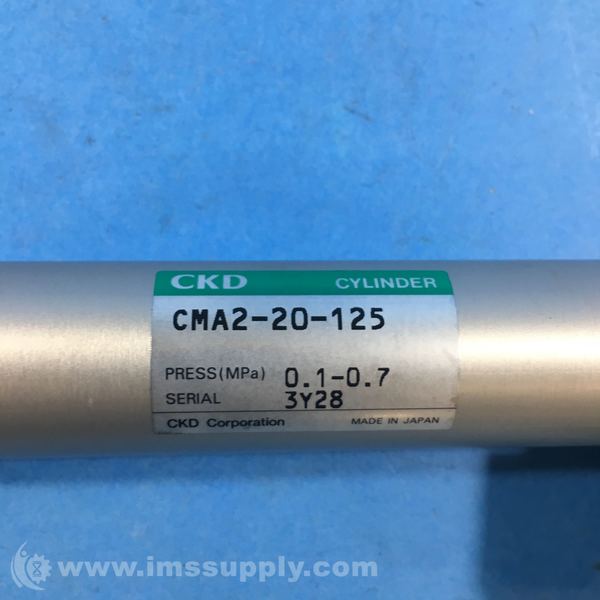 CKD CYLINDER
CMA2-20-125
PRESS(MPa) 0.1-0.7
SERIAL 3Y28
CKD Corporation MADE IN JAPAN
www.imssupply.com